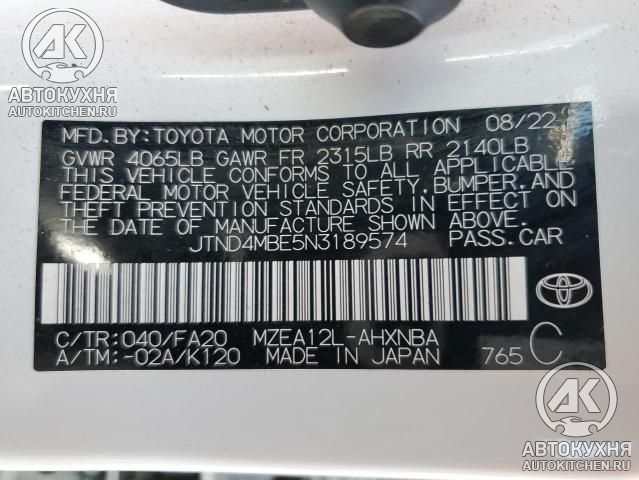 АК
АВТОКУХНЯ
AUTOKITCHEN.RU
MFD.BY:TOYOTA MOTOR CORPORATION 08/22
GVWR 4065LB GAWR FR 2315LB RR 2140LB
THIS VEHICLE CONFORMS TO ALL APPLICABLE
FEDERAL MOTOR VEHICLE SAFETY, BUMPER, AND
THEFT PREVENTION STANDARDS IN EFFECT ON
THE DATE OF MANUFACTURE SHOWN ABOVE.
JTND4MBE5N3189574 PASS.CAR
TOYOTA
C/TR:040/FA20 MZEA12L-AHXNBA
A/TM:-02A/K120 MADE IN JAPAN 765 C
АК
АВТОКУХНЯ
AUTOKITCHEN.RU